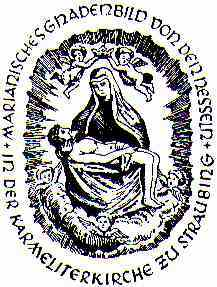 MARIANISCHES GNADENBILD VON DEN NESSELN
IN DER KARMELITERKIRCHE ZU STRAUBING